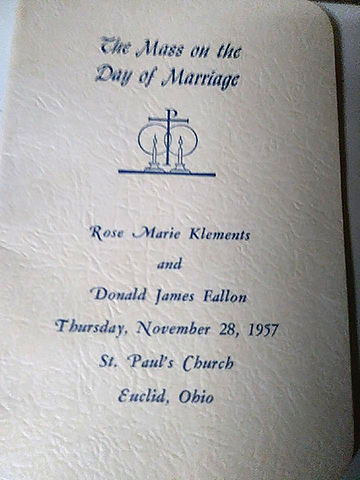 The Mass on the
Day of Marriage
Rose Marie Klements
and
Donald James Fallon
Thursday, November 28, 1957
St. Paul's Church
Euclid, Ohio